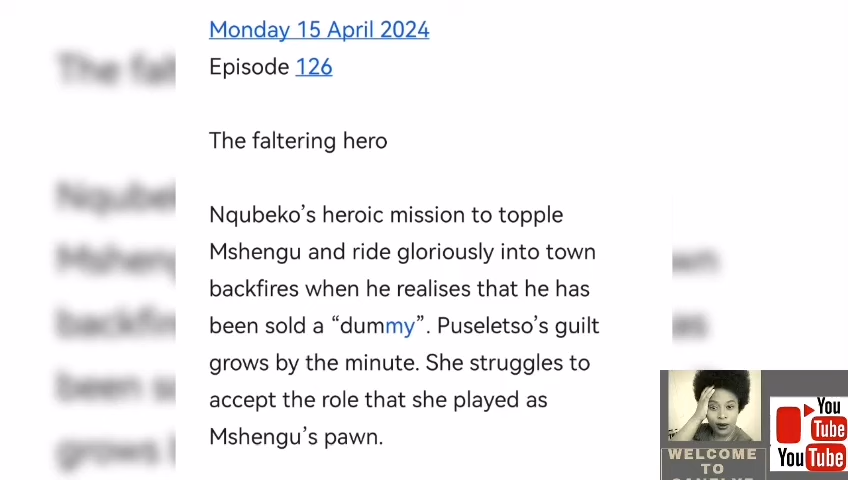 Monday 15 April 2024
Episode 126
The faltering hero
Nqubeko’s heroic mission to topple
Mshengu and ride gloriously into town
backfires when he realises that he has
been sold a “dummy”. Puseletso’s guilt
grows by the minute. She struggles to
accept the role that she played as
Mshengu’s pawn.
WELCOME
TO
You
Tube
You Tube